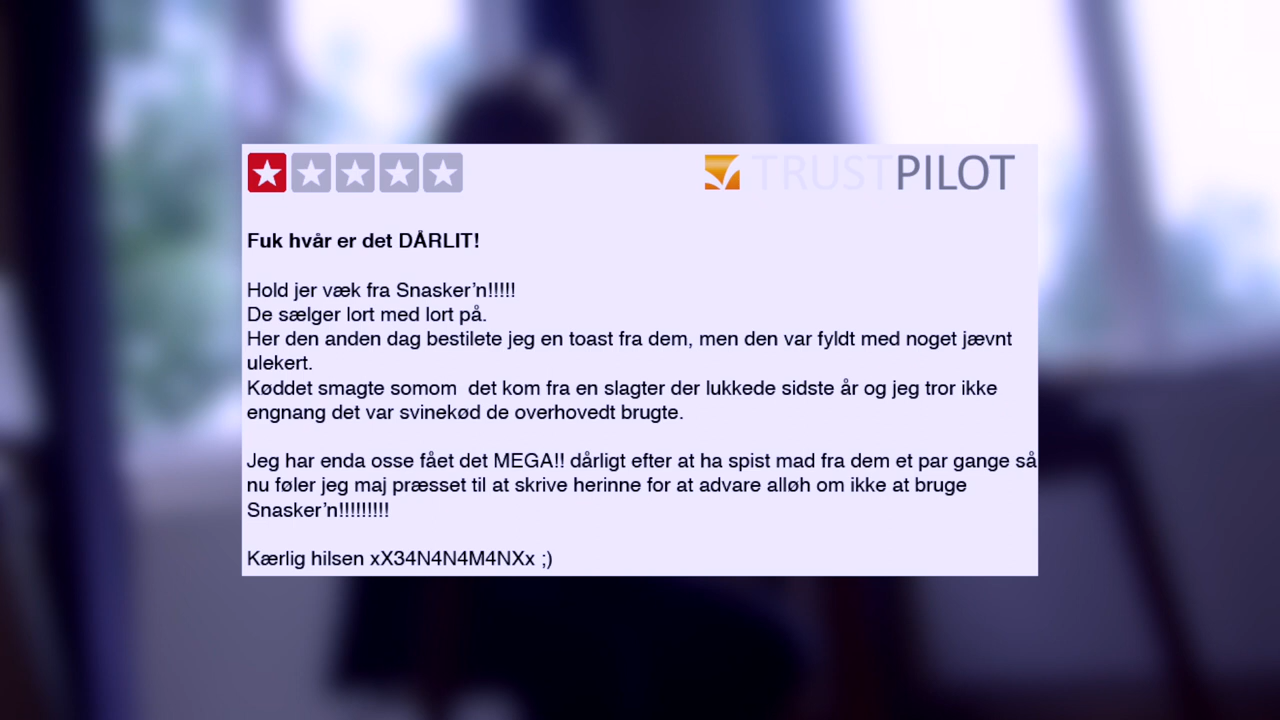 TRUSTPILOT
Fuk hvår er det DÅRLIT!
Hold jer væk fra Snasker’n!!!!!
De sælger lort med lort på.
Her den anden dag bestilete jeg en toast fra dem, men den var fyldt med noget jævnt
ulekert.
Køddet smagte somom  det kom fra en slagter der lukkede sidste år og jeg tror ikke
engnang det var svinekød de overhovedt brugte.
Jeg har enda osse fået det MEGA!! dårligt efter at ha spist mad fra dem et par gange så
nu føler jeg maj præsset til at skrive herinne for at advare alløh om ikke at bruge
Snasker’n!!!!!!!!!
Kærlig hilsen xX34N4N4M4NXx ;)